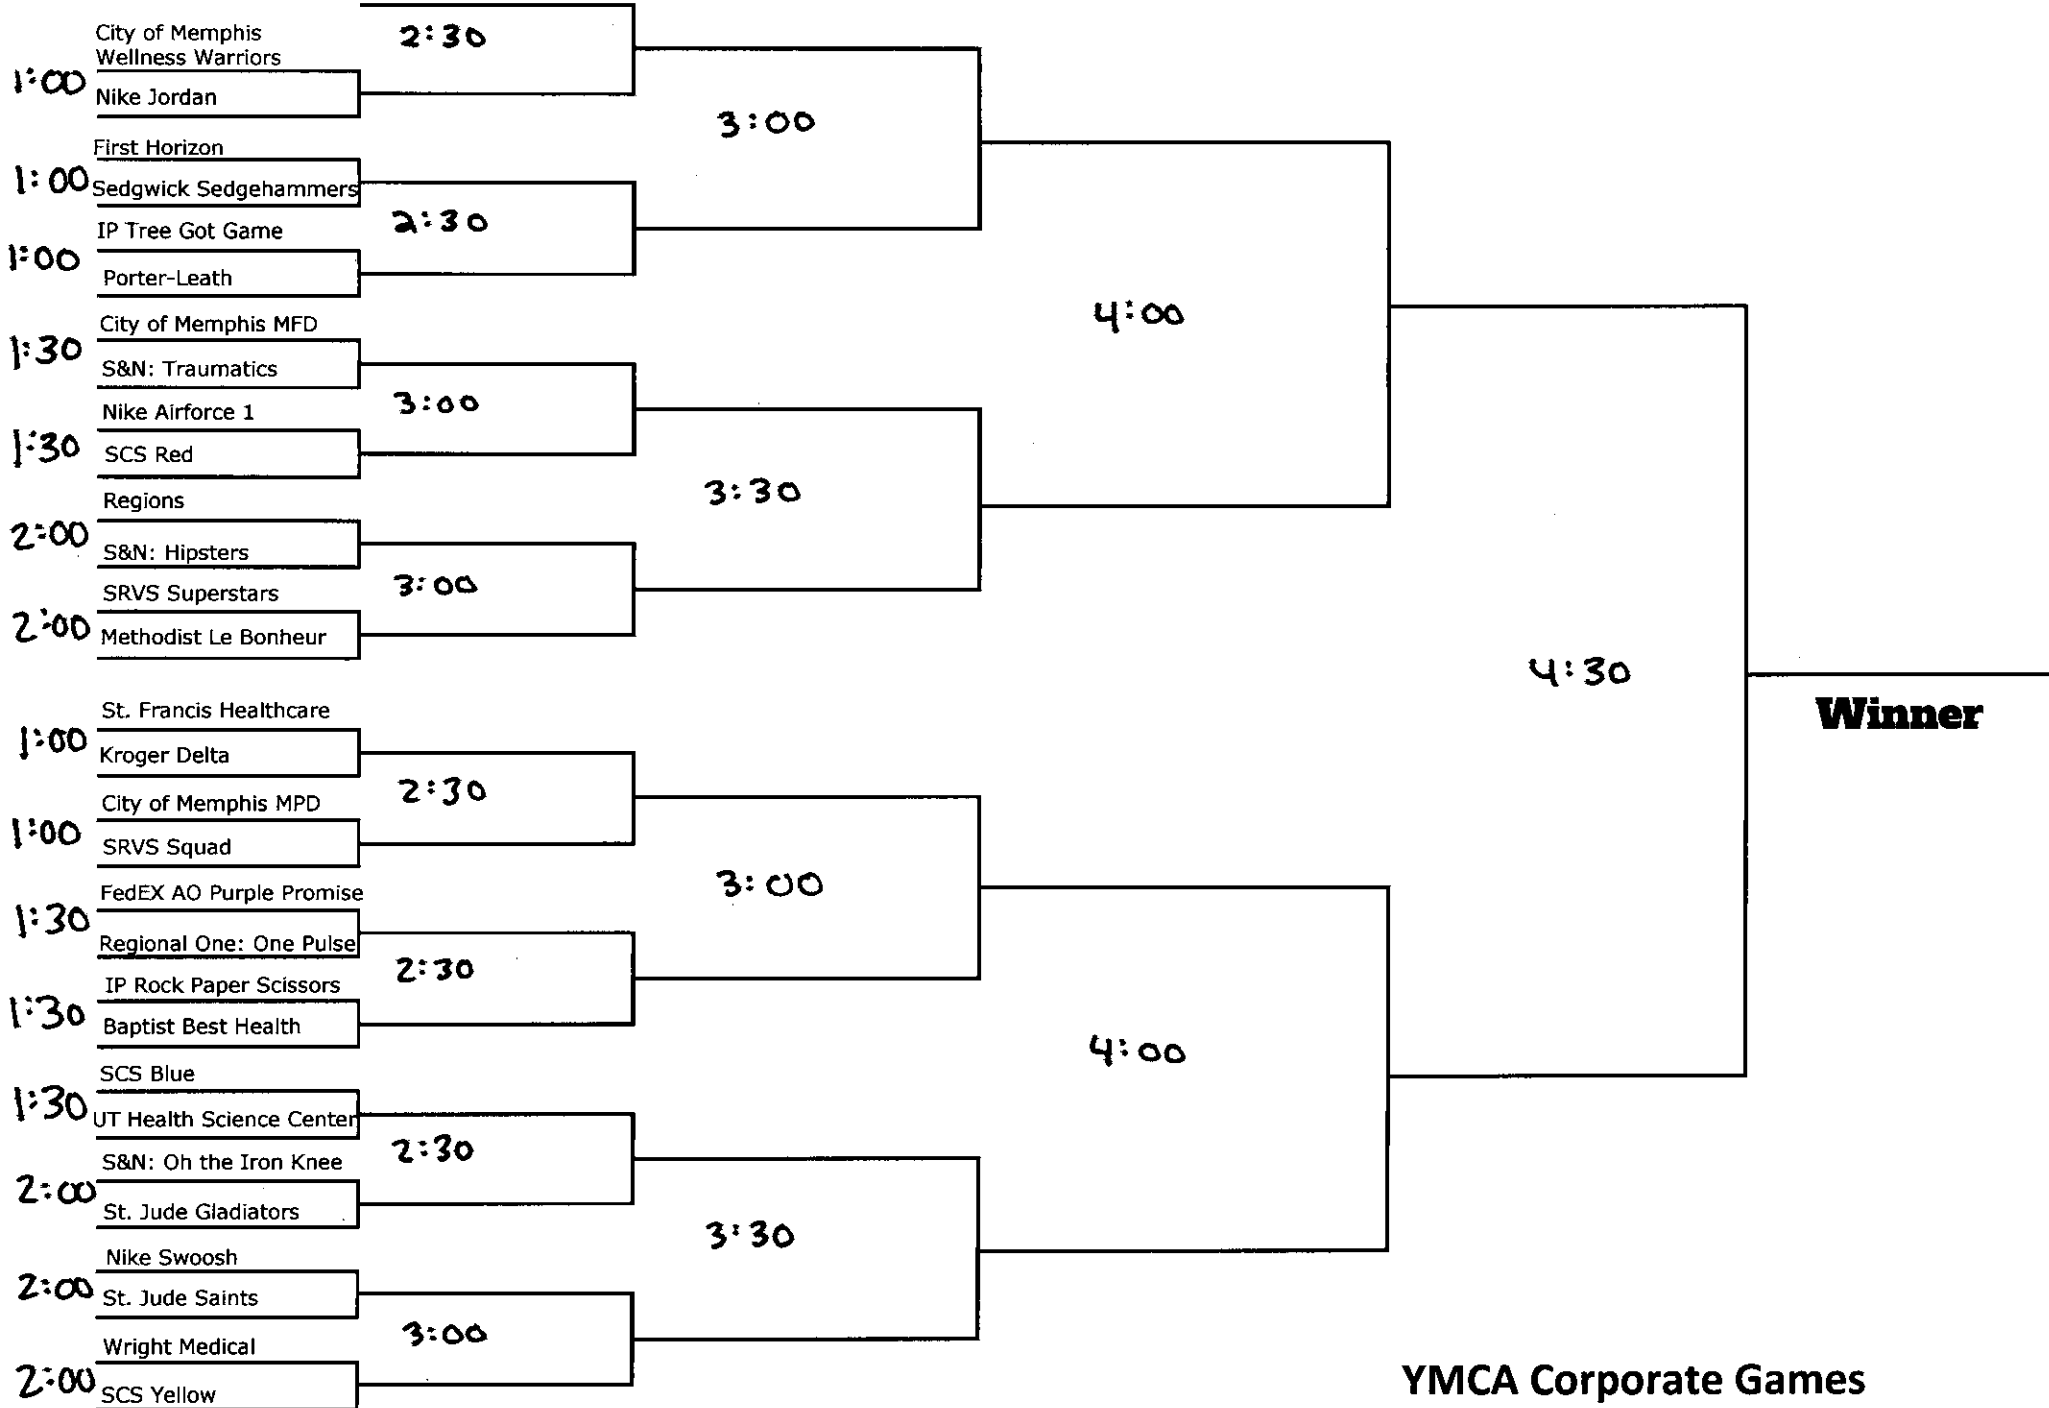 City of Memphis
Wellness Warriors
1:00
Nike Jordan
First Horizon
1:00
Sedgwick Sedgehammers
IP Tree Got Game
1:00
Porter-Leath
City of Memphis MFD
1:30
S&N: Traumatics
Nike Airforce 1
1:30
SCS Red
Regions
2:00
S&N: Hipsters
SRVS Superstars
2:00
Methodist Le Bonheur
St. Francis Healthcare
1:00
Kroger Delta
City of Memphis MPD
1:00
SRVS Squad
FedEX AO Purple Promise
1:30
Regional One: One Pulse
IP Rock Paper Scissors
1:30
Baptist Best Health
SCS Blue
1:30
UT Health Science Center
S&N: Oh the Iron Knee
2:00
St. Jude Gladiators
Nike Swoosh
2:00
St. Jude Saints
Wright Medical
2:00
SCS Yellow
2:30
2:30
3:00
3:00
2:30
2:30
2:30
3:00
3:00
3:30
3:00
3:30
4:00
4:00
4:30
Winner
YMCA Corporate Games